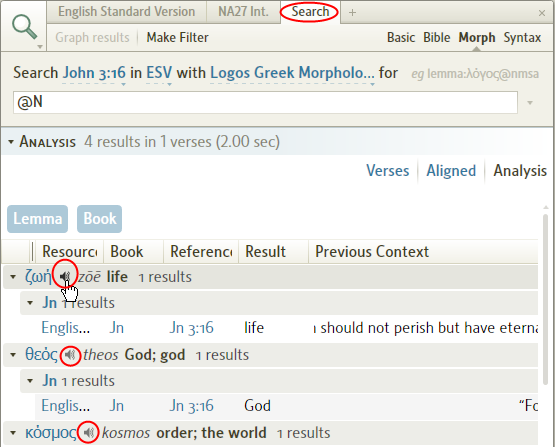 English Standard Version NA27 Int. Search + ×
Graph results Make Filter Basic Bible Morph Syntax
Search John 3:16 in ESV with Logos Greek Morpholo... for eg lemma:λόγος@nmsa
@N
ANALYSIS 4 results in 1 verses (2.00 sec)
Verses Aligned Analysis
Lemma Book
Resource Book Reference Result Previous Context
ζωή zōē life 1 results
Jn 1 results
Englis... Jn Jn 3:16 life should not perish but have eterna
θεός theos God; god 1 results
Jn 1 results
Englis... Jn Jn 3:16 God “Fo
κόσμος kosmos order; the world 1 results